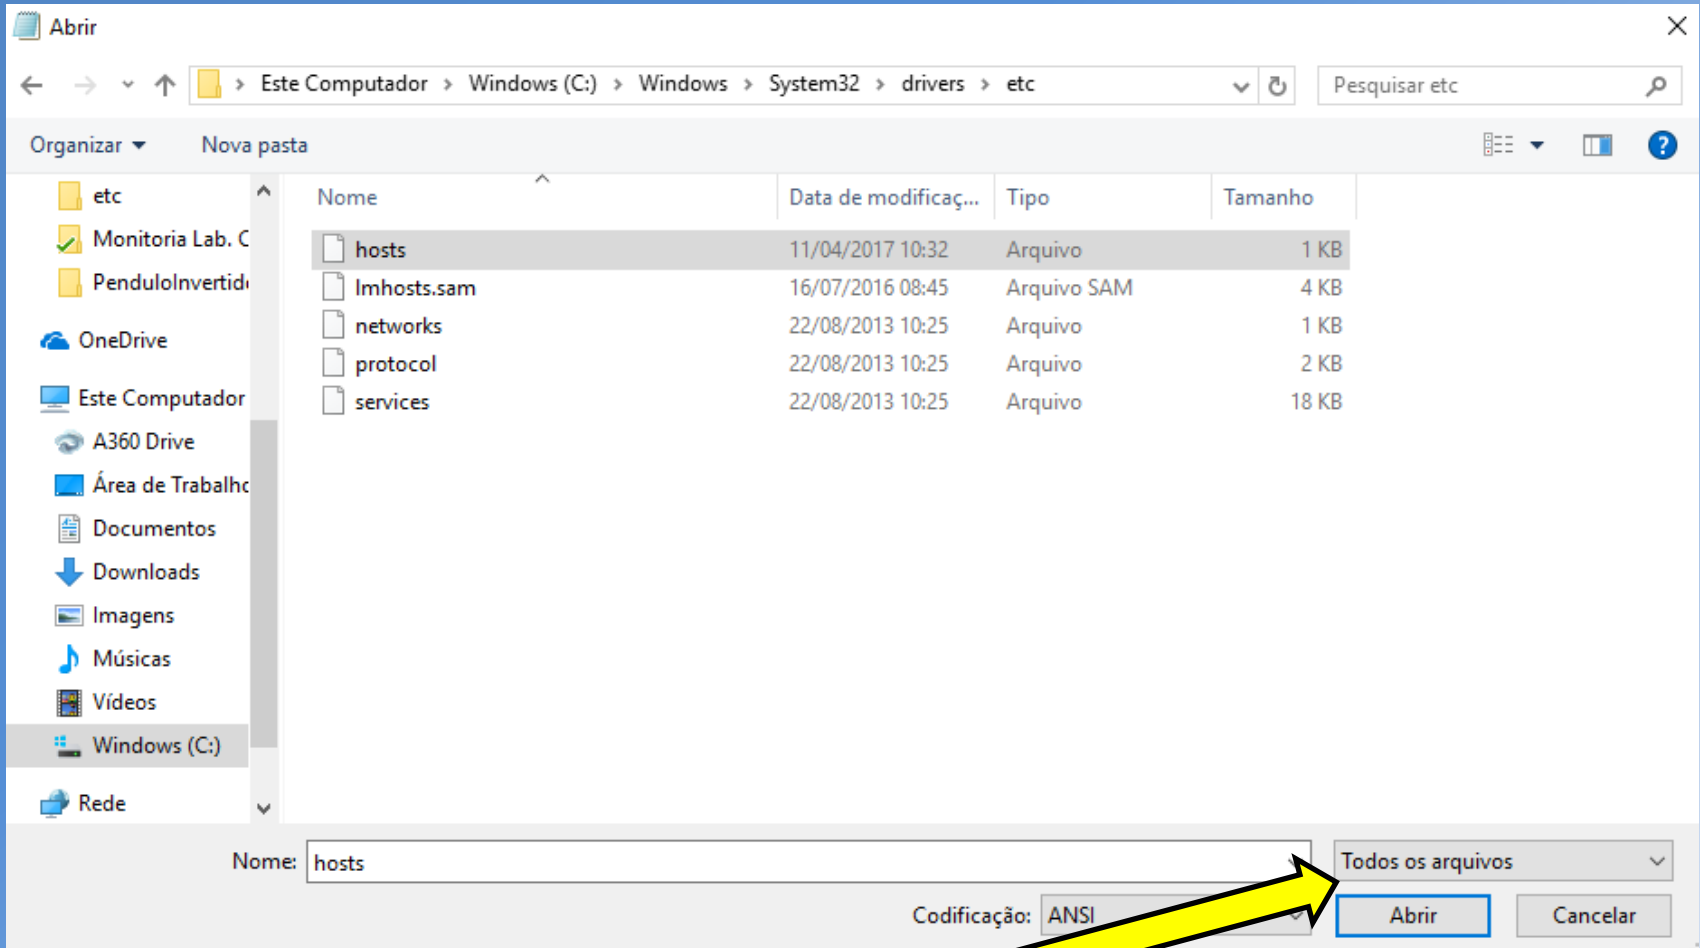 Abrir
Este Computador > Windows (C:) > Windows > System32 > drivers > etc
Pesquisar etc
Organizar
Nova pasta
etc
Monitoria Lab. C
PenduloInvertid
OneDrive
Este Computador
A360 Drive
Área de Trabalho
Documentos
Downloads
Imagens
Músicas
Vídeos
Windows (C:)
Rede
Nome Data de modificaç... Tipo Tamanho
hosts 11/04/2017 10:32 Arquivo 1 KB
lmhosts.sam 16/07/2016 08:45 Arquivo SAM 4 KB
networks 22/08/2013 10:25 Arquivo 1 KB
protocol 22/08/2013 10:25 Arquivo 2 KB
services 22/08/2013 10:25 Arquivo 18 KB
Nome: hosts
Todos os arquivos
Codificação: ANSI
Abrir
Cancelar